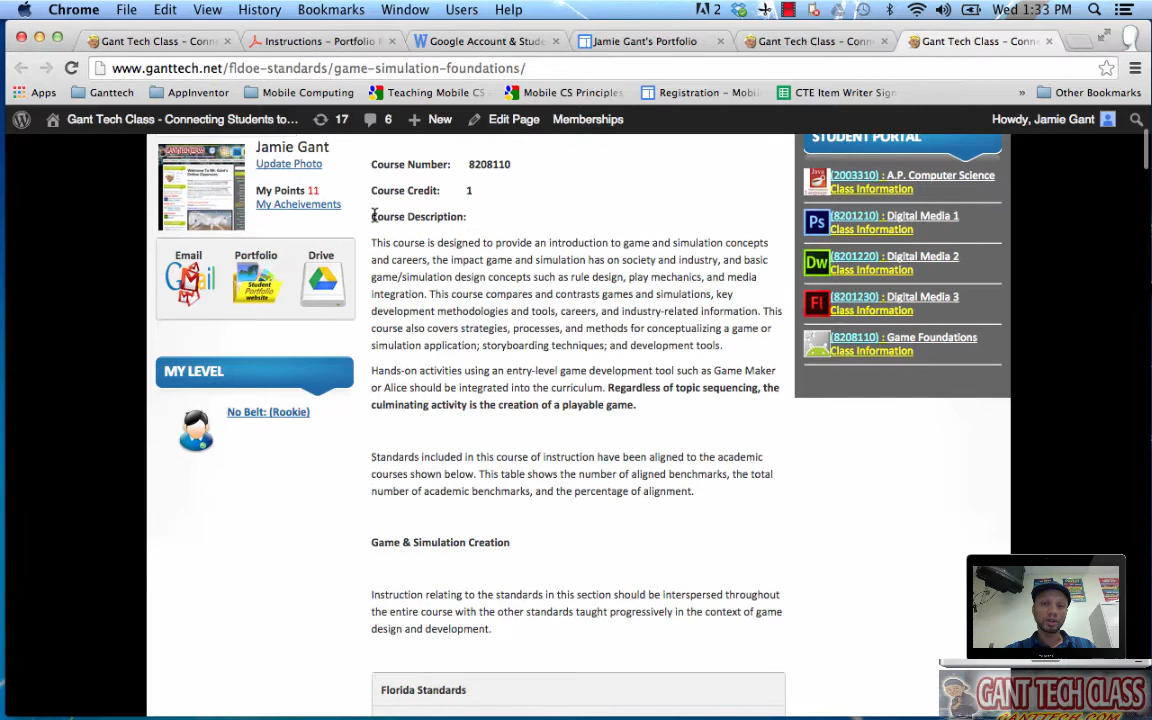 Chrome File Edit View History Bookmarks Window Users Help 2 Wed 1:33 PM
Gant Tech Class - Conne Instructions – Portfolio Google Account & Stude Jamie Gant's Portfolio Gant Tech Class - Conn Gant Tech Class - Conne
www.ganttech.net/fldoe-standards/game-simulation-foundations/
Apps Ganttech AppInventor Mobile Computing Teaching Mobile CS Mobile CS Principles Registration - Mobil CTE Item Writer Sign » Other Bookmarks
Gant Tech Class - Connecting Students to... 17 6 New Edit Page Memberships Howdy, Jamie Gant
Jamie Gant
Update Photo
My Points 11
My Acheivements
Email Portfolio Drive
Gmail
Student
Portfolio
website
MY LEVEL
No Belt: (Rookie)
Course Number: 8208110
Course Credit: 1
Course Description:
This course is designed to provide an introduction to game and simulation concepts
and careers, the impact game and simulation has on society and industry, and basic
game/simulation design concepts such as rule design, play mechanics, and media
integration. This course compares and contrasts games and simulations, key
development methodologies and tools, careers, and industry-related information. This
course also covers strategies, processes, and methods for conceptualizing a game or
simulation application; storyboarding techniques; and development tools.
Hands-on activities using an entry-level game development tool such as Game Maker
or Alice should be integrated into the curriculum. Regardless of topic sequencing, the
culminating activity is the creation of a playable game.
Standards included in this course of instruction have been aligned to the academic
courses shown below. This table shows the number of aligned benchmarks, the total
number of academic benchmarks, and the percentage of alignment.
Game & Simulation Creation
Instruction relating to the standards in this section should be interspersed throughout
the entire course with the other standards taught progressively in the context of game
design and development.
Florida Standards
STUDENT PORTAL
(2003310) : A.P. Computer Science
Class Information
Ps (8201210) : Digital Media 1
Class Information
Dw (8201220) : Digital Media 2
Class Information
Fl (8201230) : Digital Media 3
Class Information
(8208110) : Game Foundations
Class Information
GANT TECH CLASS
GANTTECH.COM